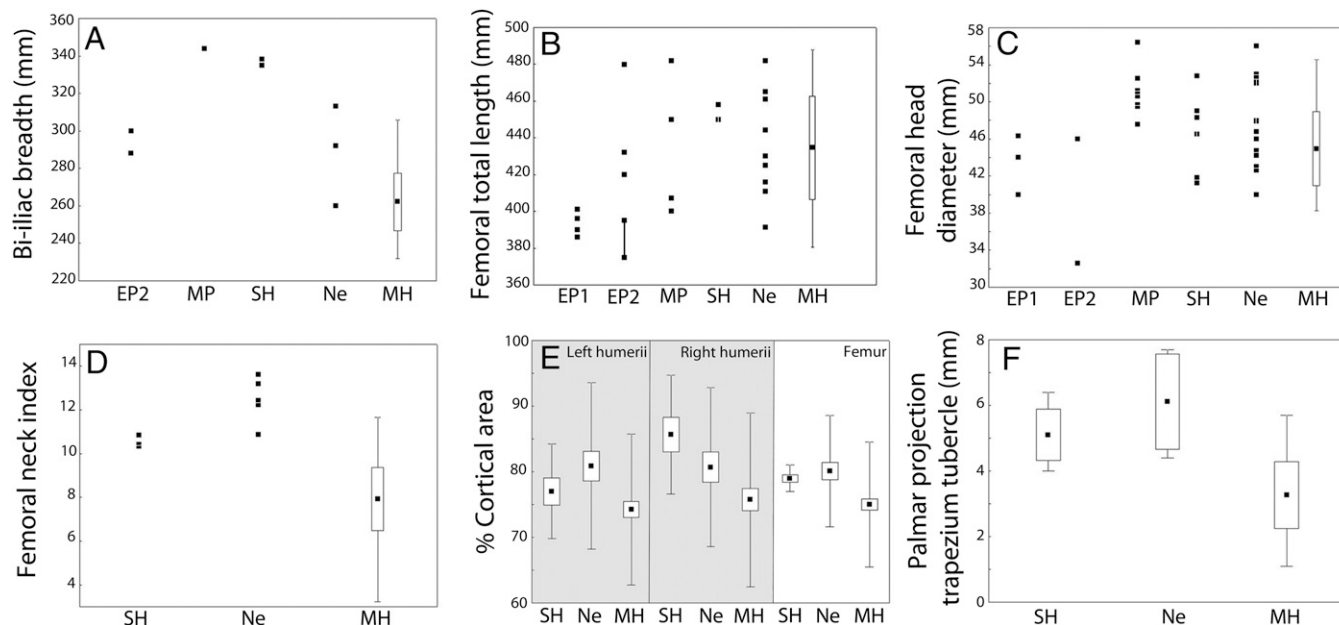 A
Bi-iliac breadth (mm)
360
340
320
300
280
260
240
220
EP2 MP SH Ne MH
B
Femoral total length (mm)
500
480
460
440
420
400
380
360
EP1 EP2 MP SH Ne MH
C
Femoral head
diameter (mm)
58
54
50
46
42
38
34
30
EP1 EP2 MP SH Ne MH
D
Femoral neck index
14
12
10
8
6
4
SH Ne MH
E
Left humerii Right humerii Femur
% Cortical area
100
90
80
70
60
SH Ne MH SH Ne MH SH Ne MH
F
Palmar projection
trapezium tubercle (mm)
8
6
4
2
0
SH Ne MH